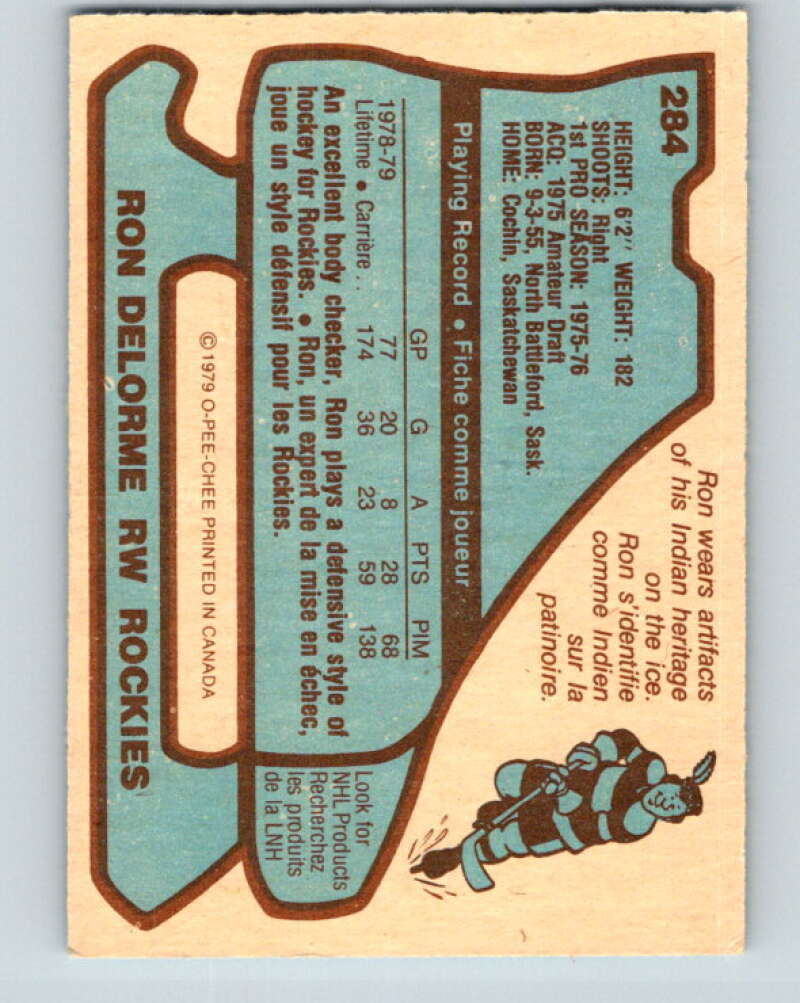 284
HEIGHT: 6'2" WEIGHT: 182
SHOOTS: Right
1st PRO SEASON: 1975-76
ACQ: 1975 Amateur Draft
BORN: 9-3-55, North Battleford, Sask.
HOME: Cochin, Saskatchewan
Ron wears artifacts
of his Indian heritage
on the ice.
Ron s'identifie
comme Indien
sur la
patinoire.
Playing Record • Fiche comme joueur
GP G A PTS PIM
1978-79 77 20 8 28 68
Lifetime • Carrière . . 174 36 23 59 138
An excellent body checker, Ron plays a defensive style of
hockey for Rockies. • Ron, un expert de la mise en échec,
joue un style défensif pour les Rockies.
Look for
NHL Products
Recherchez
les produits
de la LNH
©1979 O-PEE-CHEE PRINTED IN CANADA
RON DELORME RW ROCKIES